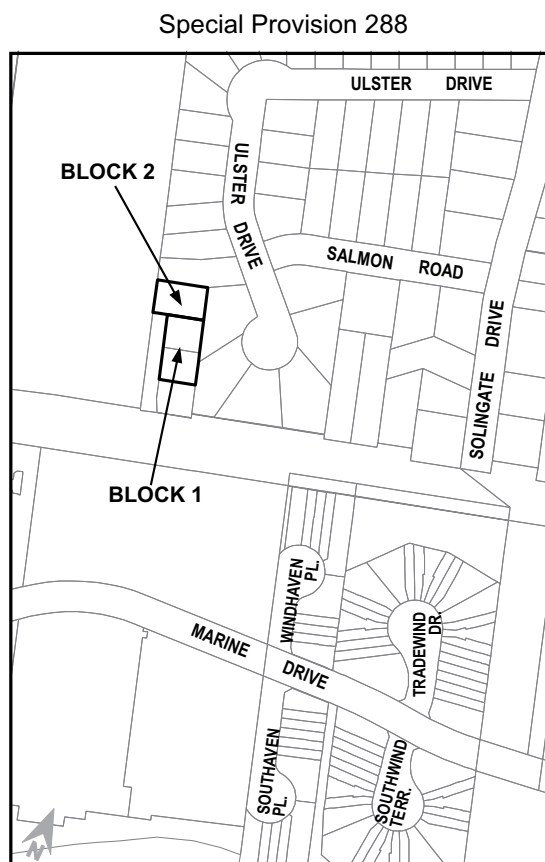 Special Provision 288
ULSTER DRIVE
ULSTER DRIVE
BLOCK 2
SALMON ROAD
SOLINGATE DRIVE
BLOCK 1
WINDHAVEN
PL.
TRADEWIND
DR.
MARINE DRIVE
SOUTHAVEN
PL.
SOUTHWIND
TERR.
N